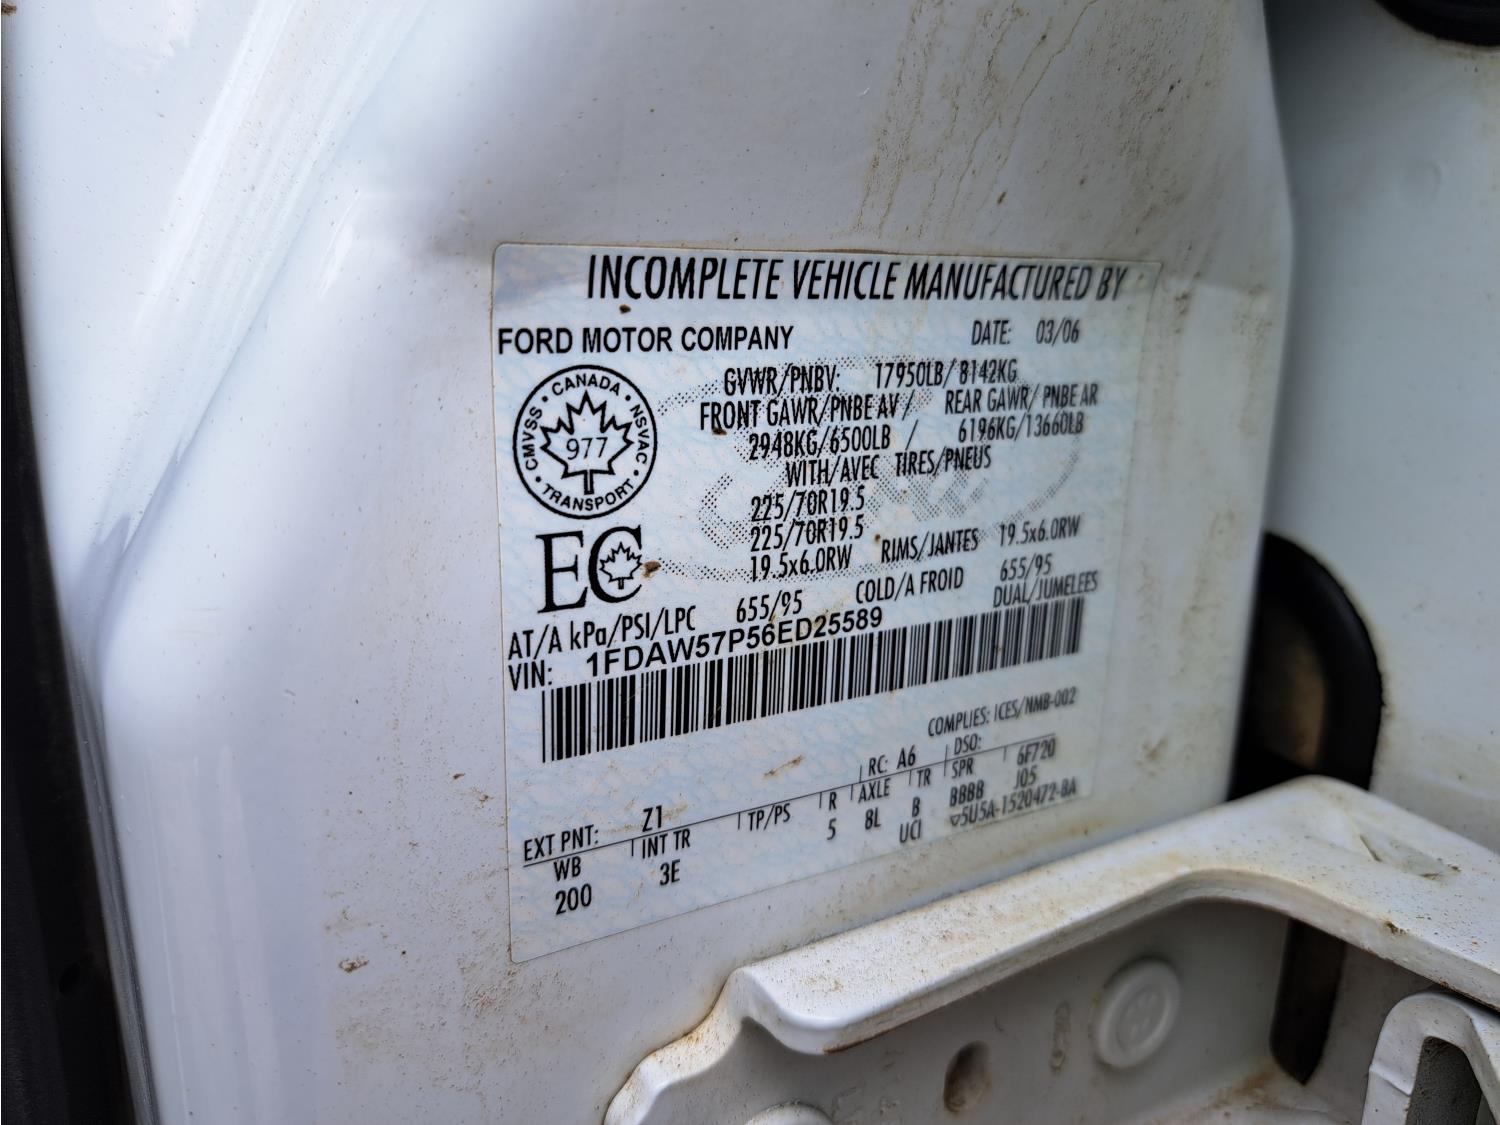 INCOMPLETE VEHICLE MANUFACTURED BY
FORD MOTOR COMPANY DATE: 03/06
GVWR/PNBV: 17950LB/ 8142KG
FRONT GAWR/PNBE AV / REAR GAWR/ PNBE AR
2948KG/6500LB / 6196KG/13660LB
WITH/AVEC TIRES/PNEUS
225/70R19.5
225/70R19.5
19.5x6.0RW RIMS/JANTES 19.5x6.0RW
AT/A kPa/PSI/LPC 655/95 COLD/A FROID 655/95
DUAL/JUMELEES
CANADA
CMVSS NSVAC
977
TRANSPORT
EC
VIN: 1FDAW57P56ED25589
COMPLIES: ICES/NMB-002
EXT PNT: Z1 RC: A6 DSO: 6F720
WB INT TR TP/PS R AXLE TR SPR J05
200 3E 5 8L B BBBB
UCI ▽5U5A-1520472-BA